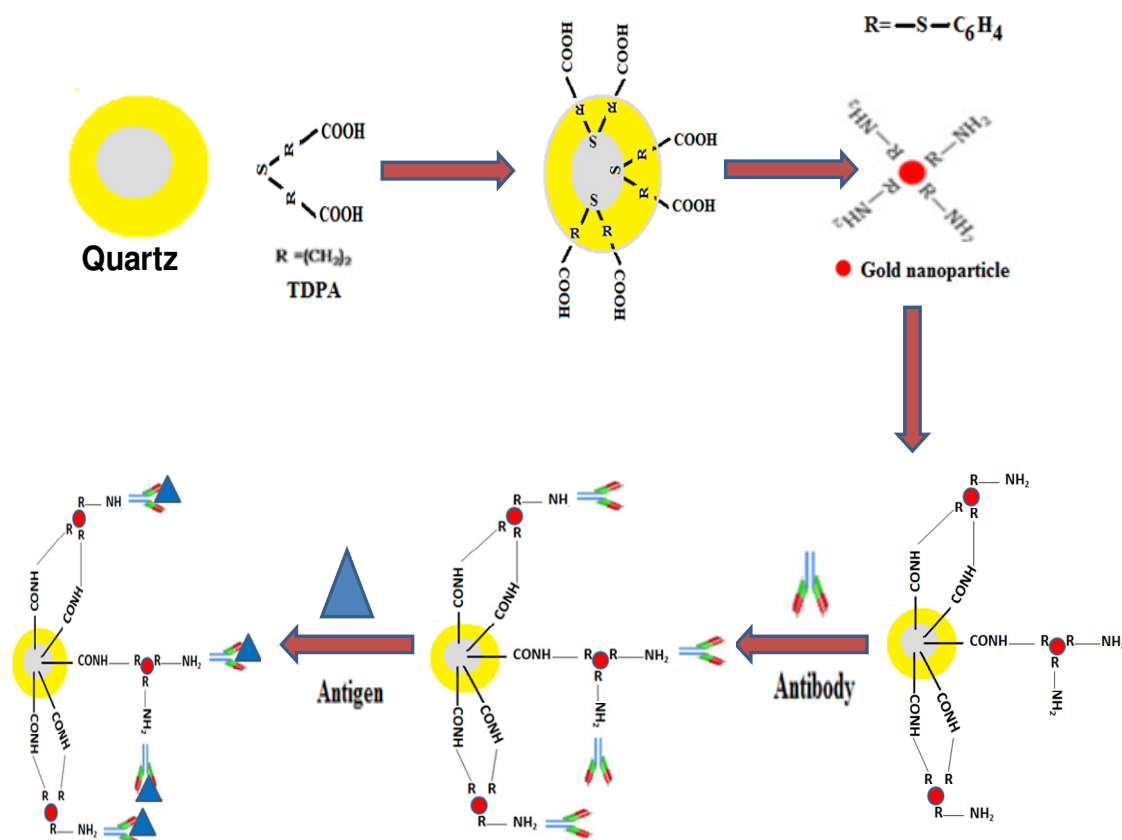 R= –S–C6H4
COOH
S
R
R
COOH
Quartz
R =(CH2)2
TDPA
COOH
COOH
R
R
S
COOH
R
S
R
COOH
S
R
R
COOH
COOH
NH2
R
R–NH2
R
NH2
R
NH2
Gold nanoparticle
R—NH
R
R
CONH
CONH
CONH
R
R—NH2
R
NH2
CONH
CONH
R
R
R—NH2
Antigen
R— NH
R
R
CONH
CONH
CONH—
R
R—NH2
R
NH2
CONH
CONH
R
R
R—NH2
Antibody
R—NH2
R
R
CONH
CONH
CONH—
R
R—NH2
R
NH2
CONH
CONH
R
R
R—NH2